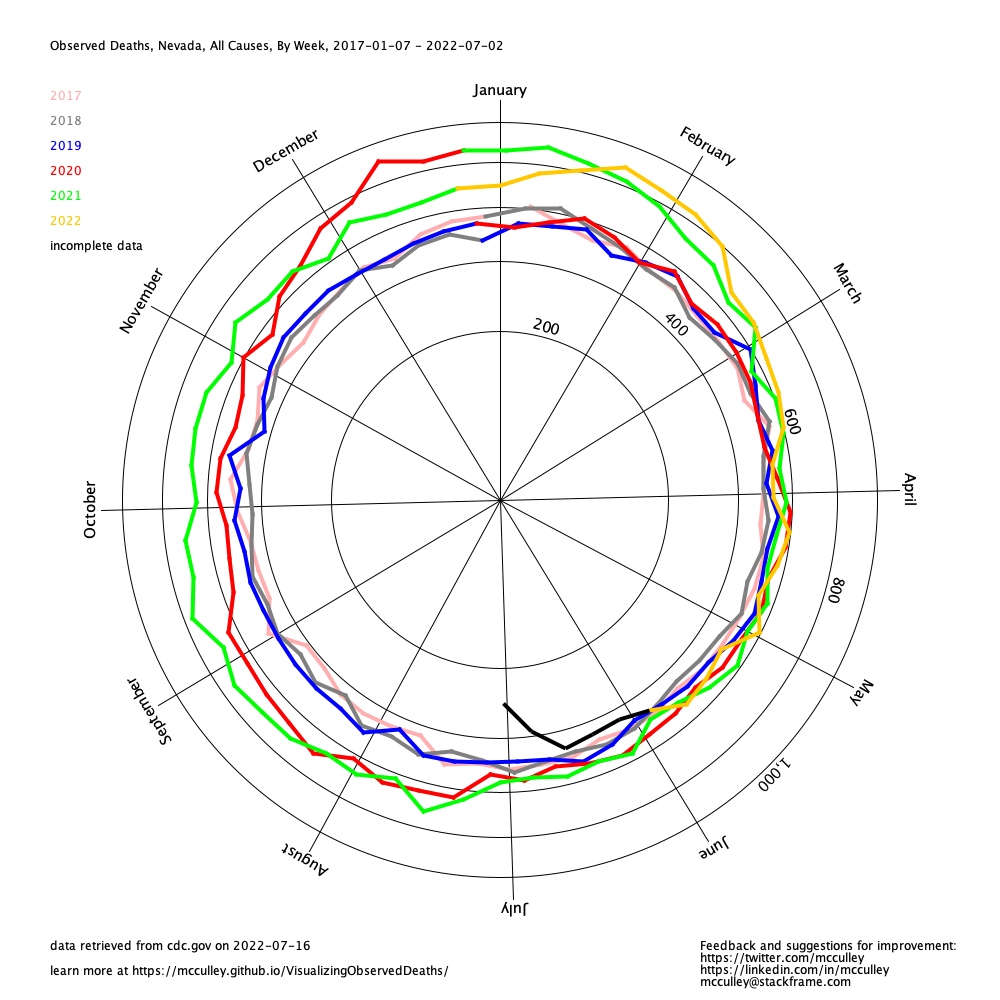 Observed Deaths, Nevada, All Causes, By Week, 2017-01-07 - 2022-07-02
January
2017
2018
2019
2020
2021
2022
incomplete data
December
February
November
March
200
400
600
October
April
800
September
May
1,000
August
June
July
data retrieved from cdc.gov on 2022-07-16
learn more at https://mcculley.github.io/VisualizingObservedDeaths/
Feedback and suggestions for improvement:
https://twitter.com/mcculley
https://linkedin.com/in/mcculley
mcculley@stackframe.com